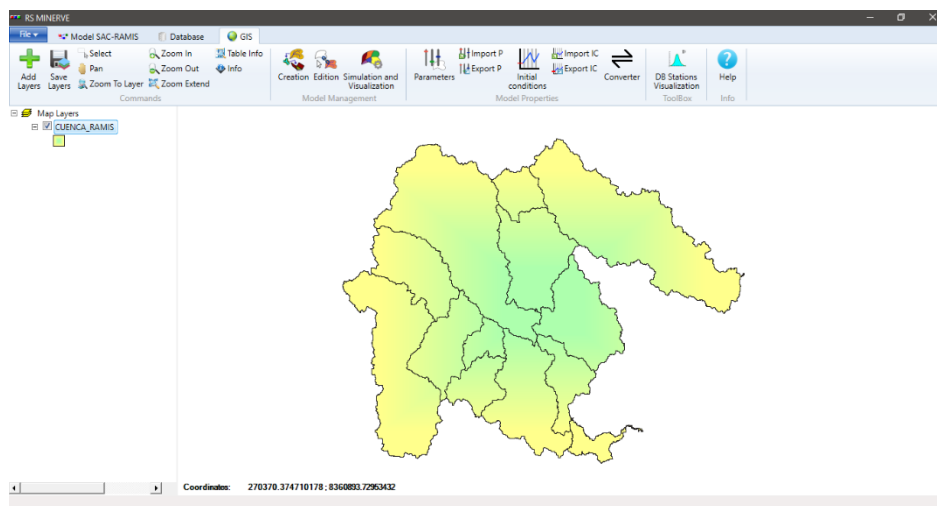 RS MINERVE
File Model SAC-RAMIS Database GIS
Add Layers
Save Layers
Select
Pan
Zoom To Layer
Zoom In
Zoom Out
Zoom Extend
Table Info
Info
Commands
Creation
Edition
Simulation and Visualization
Model Management
Parameters
Import P
Export P
Initial conditions
Import IC
Export IC
Converter
Model Properties
DB Stations Visualization
ToolBox
Help
Info
Map Layers
CUENCA_RAMIS
Coordinates: 270370.374710178 ; 8360893.72953432